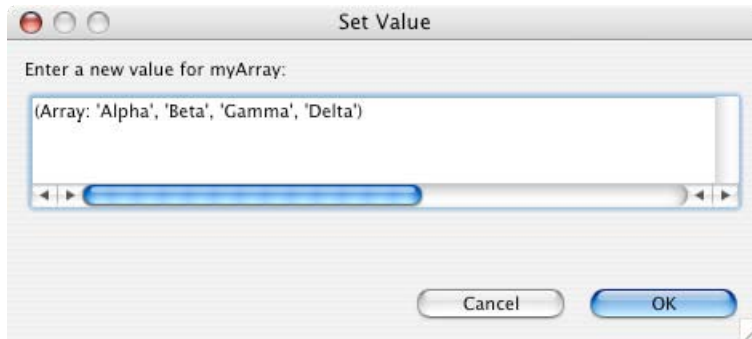 Set Value
Enter a new value for myArray:
(Array: 'Alpha', 'Beta', 'Gamma', 'Delta')
Cancel OK